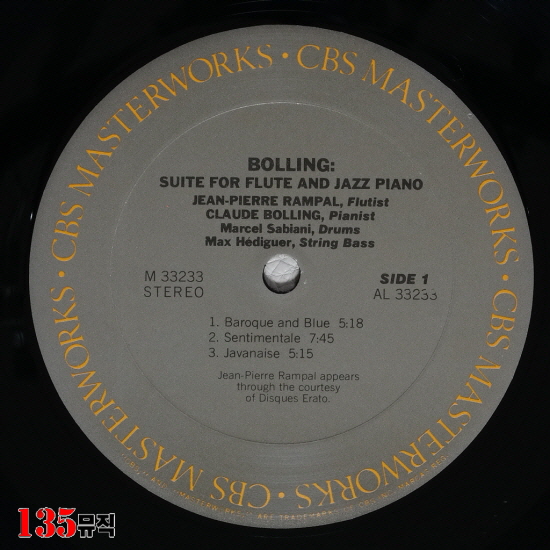 CBS MASTERWORKS · CBS MASTERWORKS · CBS MASTERWORKS · CBS MASTERWORKS ·
BOLLING:
SUITE FOR FLUTE AND JAZZ PIANO
JEAN-PIERRE RAMPAL, Flutist
CLAUDE BOLLING, Pianist
Marcel Sabiani, Drums
Max Hédiguer, String Bass
M 33233
STEREO
SIDE 1
AL 33233
1. Baroque and Blue 5:18
2. Sentimentale 7:45
3. Javanaise 5:15
Jean-Pierre Rampal appears
through the courtesy
of Disques Erato.
135뮤직